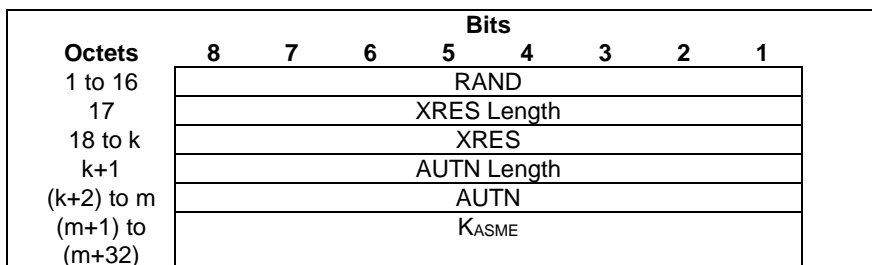 Bits
Octets 8 7 6 5 4 3 2 1
1 to 16 RAND
17 XRES Length
18 to k XRES
k+1 AUTN Length
(k+2) to m AUTN
(m+1) to KASME
(m+32)